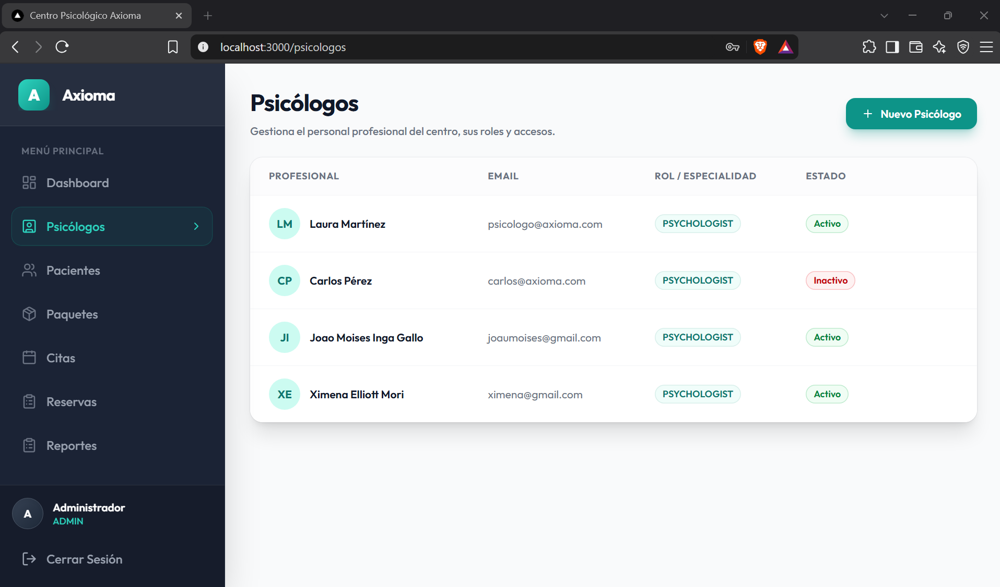 Centro Psicológico Axioma
localhost:3000/psicologos
A
Axioma
MENÚ PRINCIPAL
Dashboard
Psicólogos
Pacientes
Paquetes
Citas
Reservas
Reportes
A
Administrador
ADMIN
Cerrar Sesión
Psicólogos
Gestiona el personal profesional del centro, sus roles y accesos.
+ Nuevo Psicólogo
PROFESIONAL EMAIL ROL / ESPECIALIDAD ESTADO
LM Laura Martínez psicologo@axioma.com PSYCHOLOGIST Activo
CP Carlos Pérez carlos@axioma.com PSYCHOLOGIST Inactivo
JI Joao Moises Inga Gallo joaumoises@gmail.com PSYCHOLOGIST Activo
XE Ximena Elliott Mori ximena@gmail.com PSYCHOLOGIST Activo